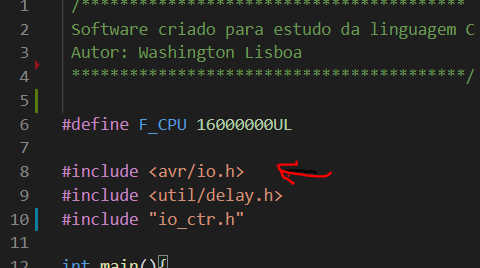 1 /*****************************************
2 Software criado para estudo da linguagem C
3 Autor: Washington Lisboa
4 *****************************************/
5
6 #define F_CPU 16000000UL
7
8 #include <avr/io.h>
9 #include <util/delay.h>
10 #include "io_ctr.h"
11
12 int main(){